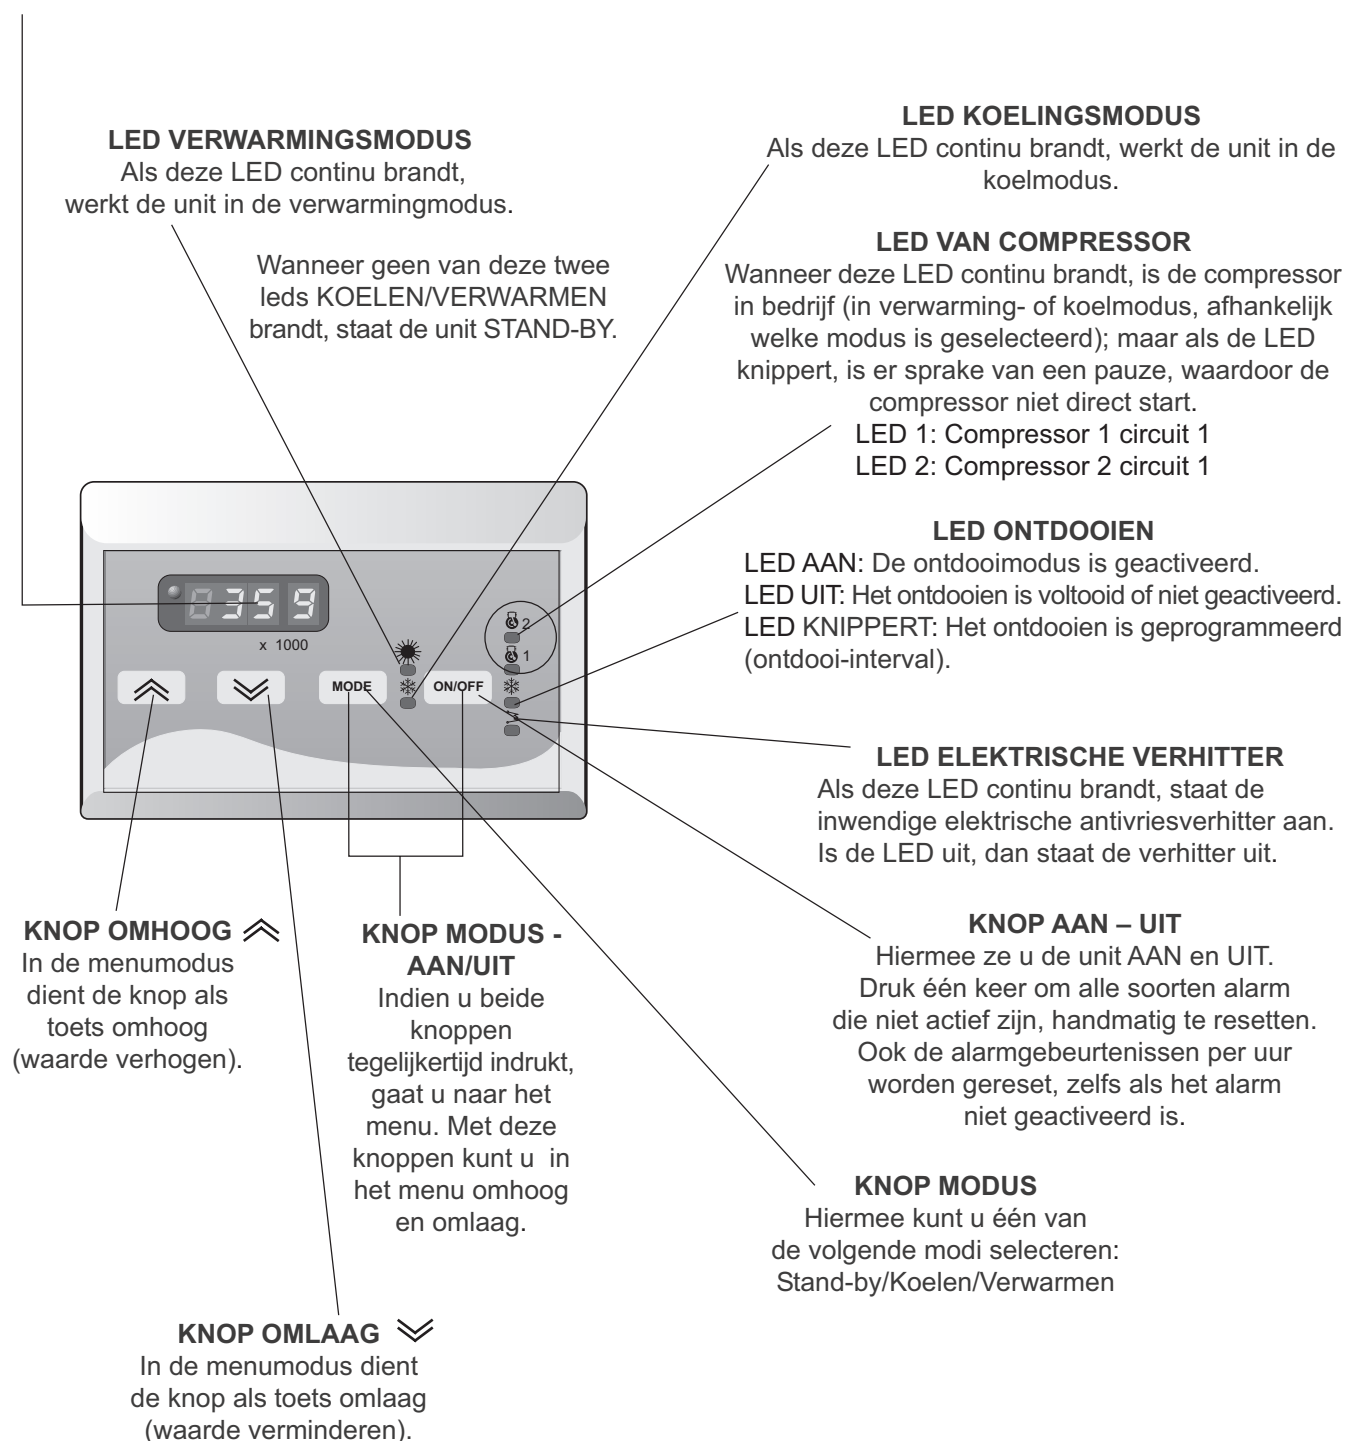 LED VERWARMINGSMODUS
Als deze LED continu brandt,
werkt de unit in de verwarmingmodus.
Wanneer geen van deze twee
leds KOELEN/VERWARMEN
brandt, staat de unit STAND-BY.
LED KOELINGSMODUS
Als deze LED continu brandt, werkt de unit in de
koelmodus.
LED VAN COMPRESSOR
Wanneer deze LED continu brandt, is de compressor
in bedrijf (in verwarming- of koelmodus, afhankelijk
welke modus is geselecteerd); maar als de LED
knippert, is er sprake van een pauze, waardoor de
compressor niet direct start.
LED 1: Compressor 1 circuit 1
LED 2: Compressor 2 circuit 1
LED ONTDOOIEN
LED AAN: De ontdooimodus is geactiveerd.
LED UIT: Het ontdooien is voltooid of niet geactiveerd.
LED KNIPPERT: Het ontdooien is geprogrammeerd
(ontdooi-interval).
0 3 5 9
x 1000
2
1
MODE
ON/OFF
LED ELEKTRISCHE VERHITTER
Als deze LED continu brandt, staat de
inwendige elektrische antivriesverhitter aan.
Is de LED uit, dan staat de verhitter uit.
KNOP OMHOOG
In de menumodus
dient de knop als
toets omhoog
(waarde verhogen).
KNOP MODUS -
AAN/UIT
Indien u beide
knoppen
tegelijkertijd indrukt,
gaat u naar het
menu. Met deze
knoppen kunt u in
het menu omhoog
en omlaag.
KNOP AAN – UIT
Hiermee ze u de unit AAN en UIT.
Druk één keer om alle soorten alarm
die niet actief zijn, handmatig te resetten.
Ook de alarmgebeurtenissen per uur
worden gereset, zelfs als het alarm
niet geactiveerd is.
KNOP MODUS
Hiermee kunt u één van
de volgende modi selecteren:
Stand-by/Koelen/Verwarmen
KNOP OMLAAG
In de menumodus dient
de knop als toets omlaag
(waarde verminderen).